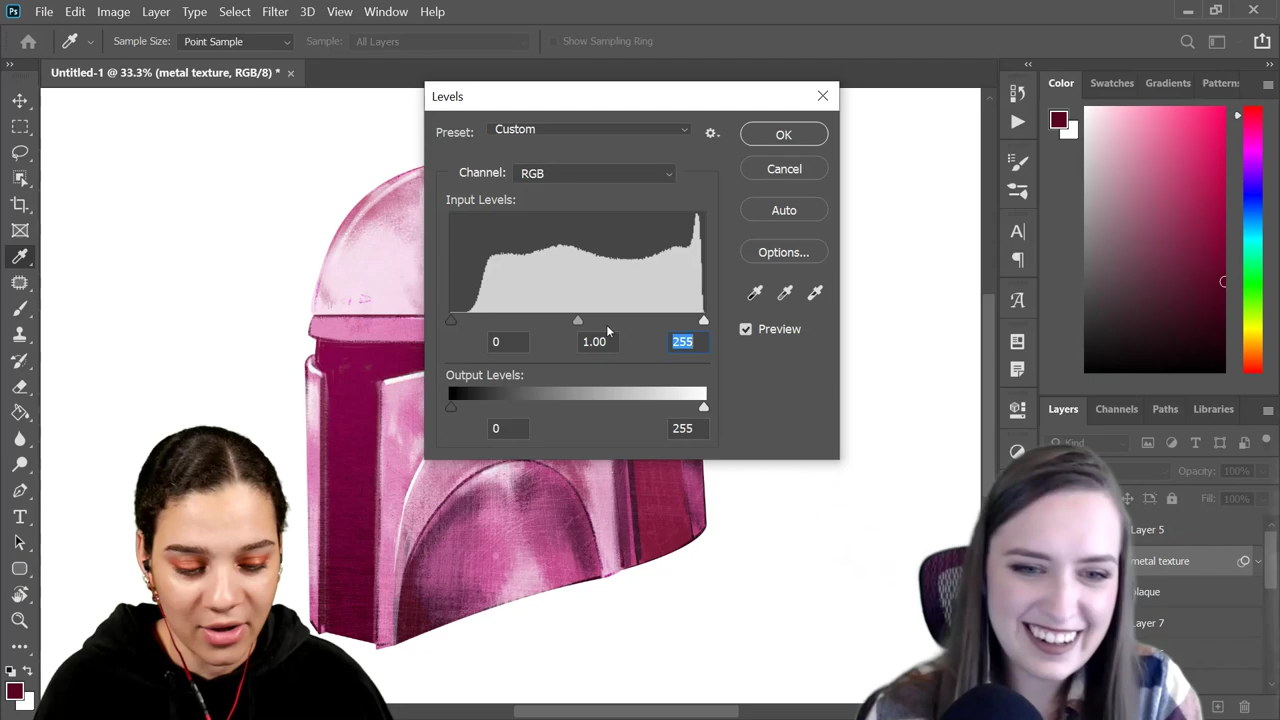 Ps File Edit Image Layer Type Select Filter 3D View Window Help
Sample Size: Point Sample Sample: All Layers Show Sampling Ring
Untitled-1 @ 33.3% (metal texture, RGB/8) *
Levels
Preset: Custom
OK
Channel: RGB
Cancel
Input Levels:
Auto
Options...
Preview
0 1.00 255
Output Levels:
0 255
Color Swatches Gradients Patterns
Layers Channels Paths Libraries
Kind
Opacity: 100%
Fill: 100%
Layer 5
metal texture
plaque
Layer 7